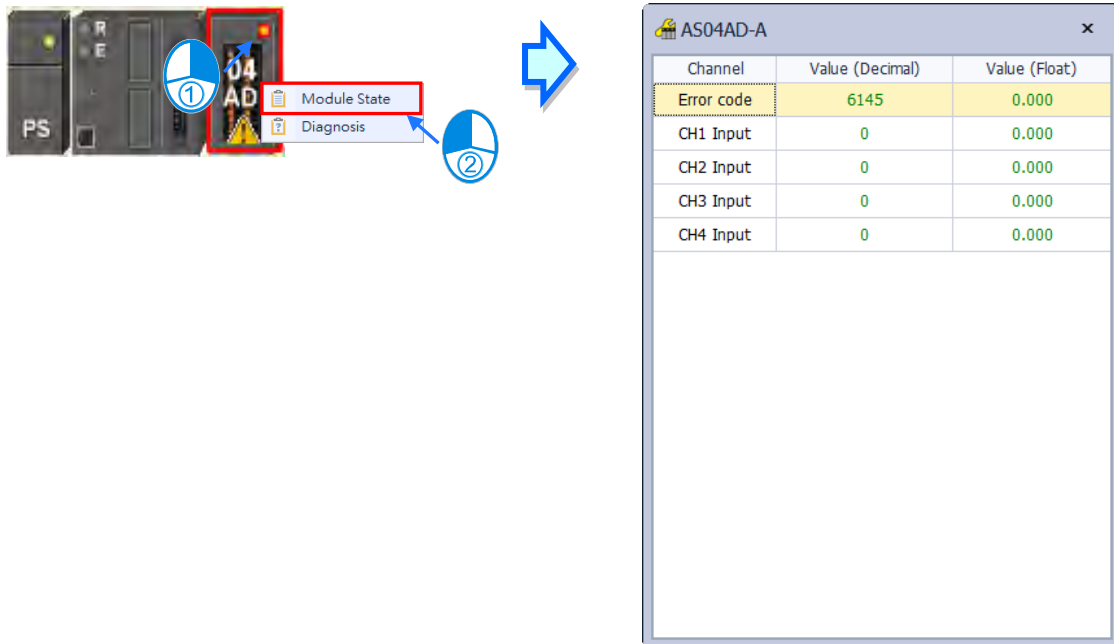 R
E
PS
04
AD
①
Module State
Diagnosis
②
AS04AD-A
×
Channel Value (Decimal) Value (Float)
Error code 6145 0.000
CH1 Input 0 0.000
CH2 Input 0 0.000
CH3 Input 0 0.000
CH4 Input 0 0.000